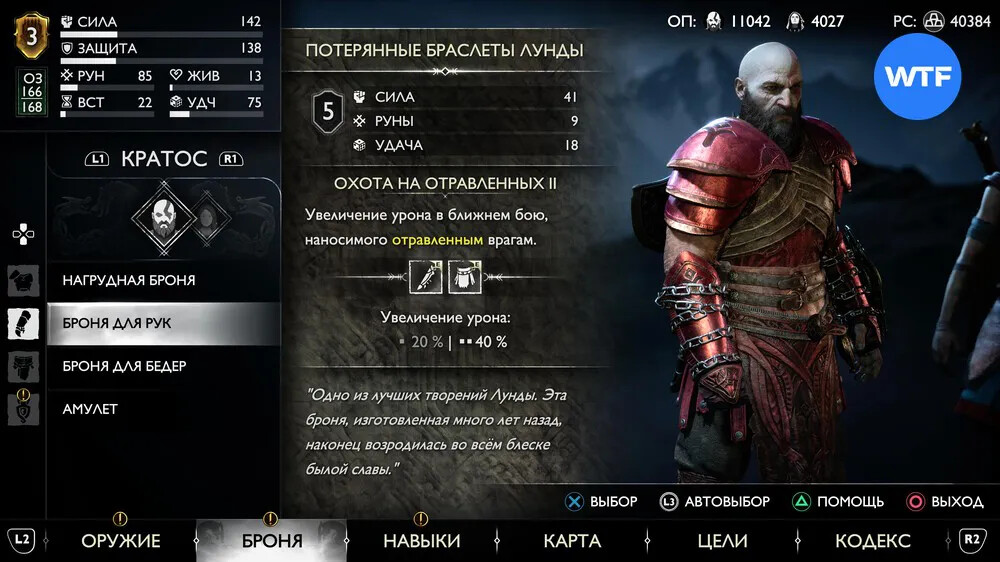 3
СИЛА 142
ЗАЩИТА 138
ОЗ 166 168
РУН 85 ЖИВ 13
ВСТ 22 УДЧ 75
ОП: 11042 4027 РС: 40384
WTF
L1 КРАТОС R1
НАГРУДНАЯ БРОНЯ
БРОНЯ ДЛЯ РУК
БРОНЯ ДЛЯ БЕДЕР
АМУЛЕТ
ПОТЕРЯННЫЕ БРАСЛЕТЫ ЛУНДЫ
5
СИЛА 41
РУНЫ 9
УДАЧА 18
ОХОТА НА ОТРАВЛЕННЫХ II
Увеличение урона в ближнем бою,
наносимого отравленным врагам.
E E
Увеличение урона:
20 % | 40 %
"Одно из лучших творений Лунды. Эта
броня, изготовленная много лет назад,
наконец возродилась во всём блеске
былой славы."
ВЫБОР L3 АВТОВЫБОР ПОМОЩЬ ВЫХОД
L2 ОРУЖИЕ БРОНЯ НАВЫКИ КАРТА ЦЕЛИ КОДЕКС R2